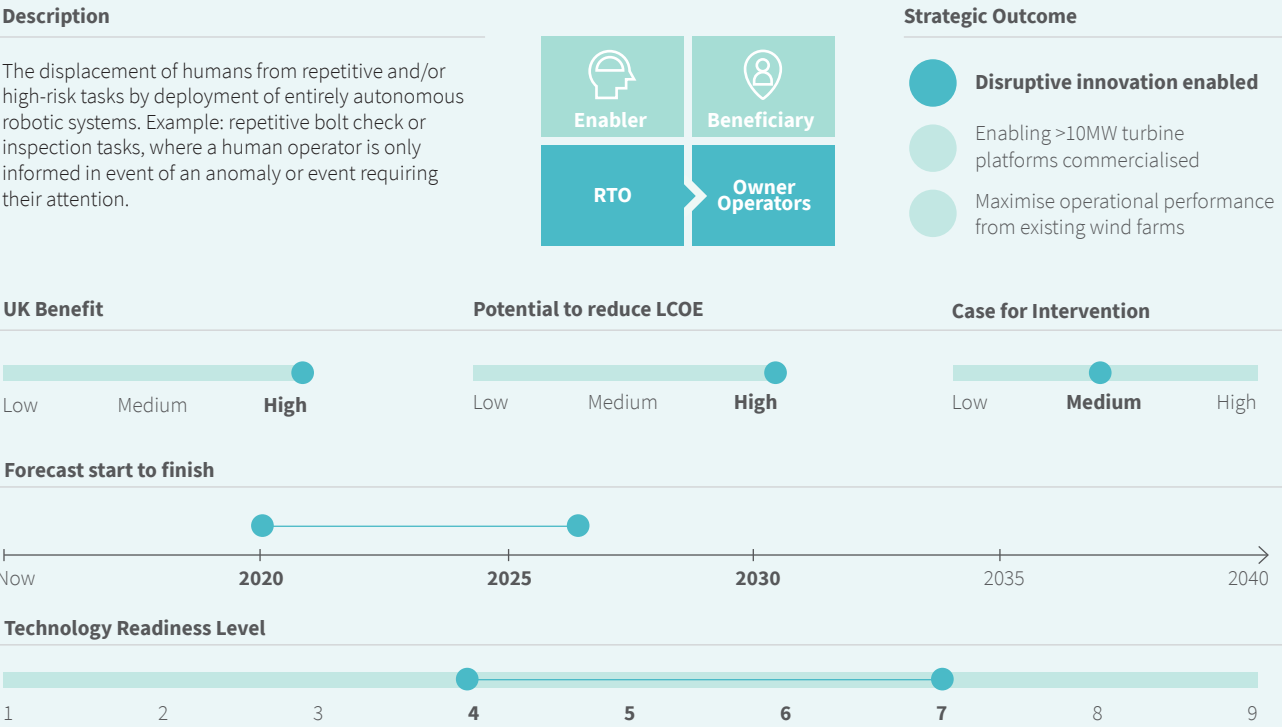 Description
The displacement of humans from repetitive and/or
high-risk tasks by deployment of entirely autonomous
robotic systems. Example: repetitive bolt check or
inspection tasks, where a human operator is only
informed in event of an anomaly or event requiring
their attention.
Enabler
Beneficiary
RTO
Owner
Operators
Strategic Outcome
Disruptive innovation enabled
Enabling >10MW turbine
platforms commercialised
Maximise operational performance
from existing wind farms
UK Benefit
Low Medium High
Potential to reduce LCOE
Low Medium High
Case for Intervention
Low Medium High
Forecast start to finish
Now 2020 2025 2030 2035 2040
Technology Readiness Level
1 2 3 4 5 6 7 8 9